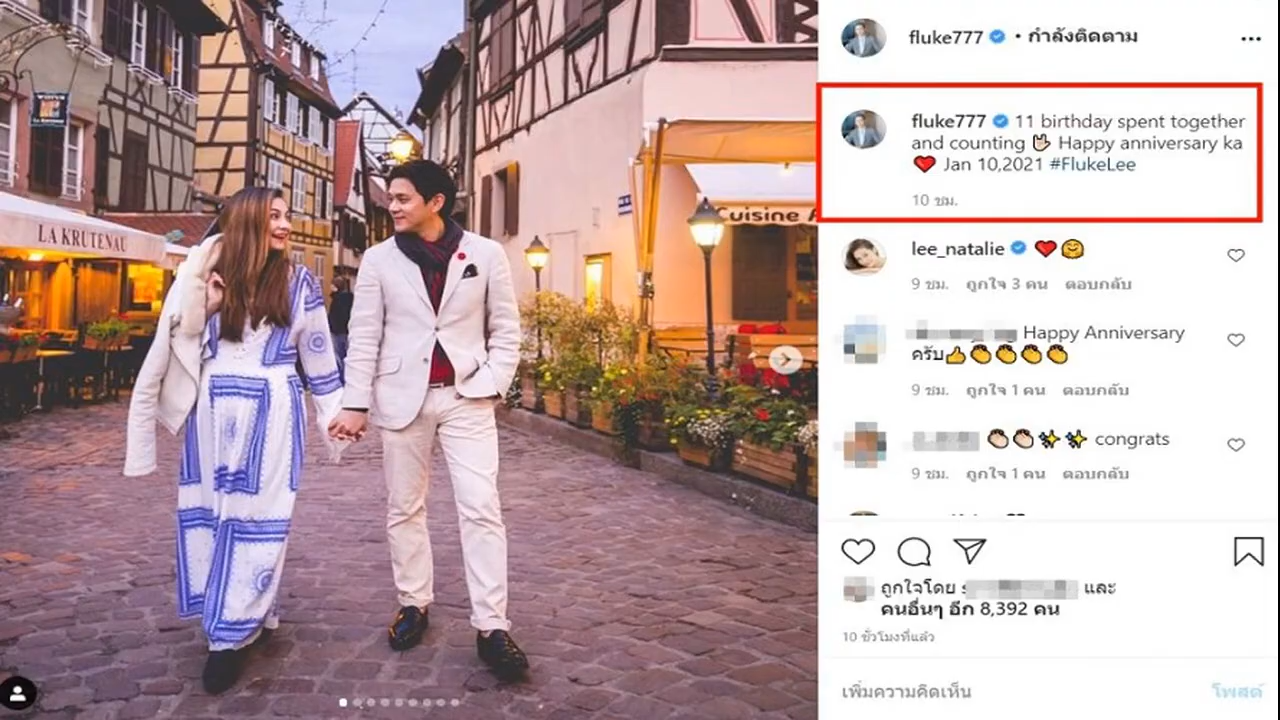 LA KRUTENAU
Cuisine A
fluke777 • กำลังติดตาม
fluke777 11 birthday spent together
and counting 🤟🏻 Happy anniversary ka
❤️ Jan 10,2021 #FlukeLee
10 ชม.
lee_natalie ❤️🤗
9 ชม. ถูกใจ 3 คน ตอบกลับ
Happy Anniversary
ครับ👍👏👏👏👏
9 ชม. ถูกใจ 1 คน ตอบกลับ
👏🏻👏🏻✨✨ congrats
9 ชม. ถูกใจ 1 คน ตอบกลับ
ถูกใจโดย s และ
คนอื่นๆ อีก 8,392 คน
10 ชั่วโมงที่แล้ว
เพิ่มความคิดเห็น โพสต์